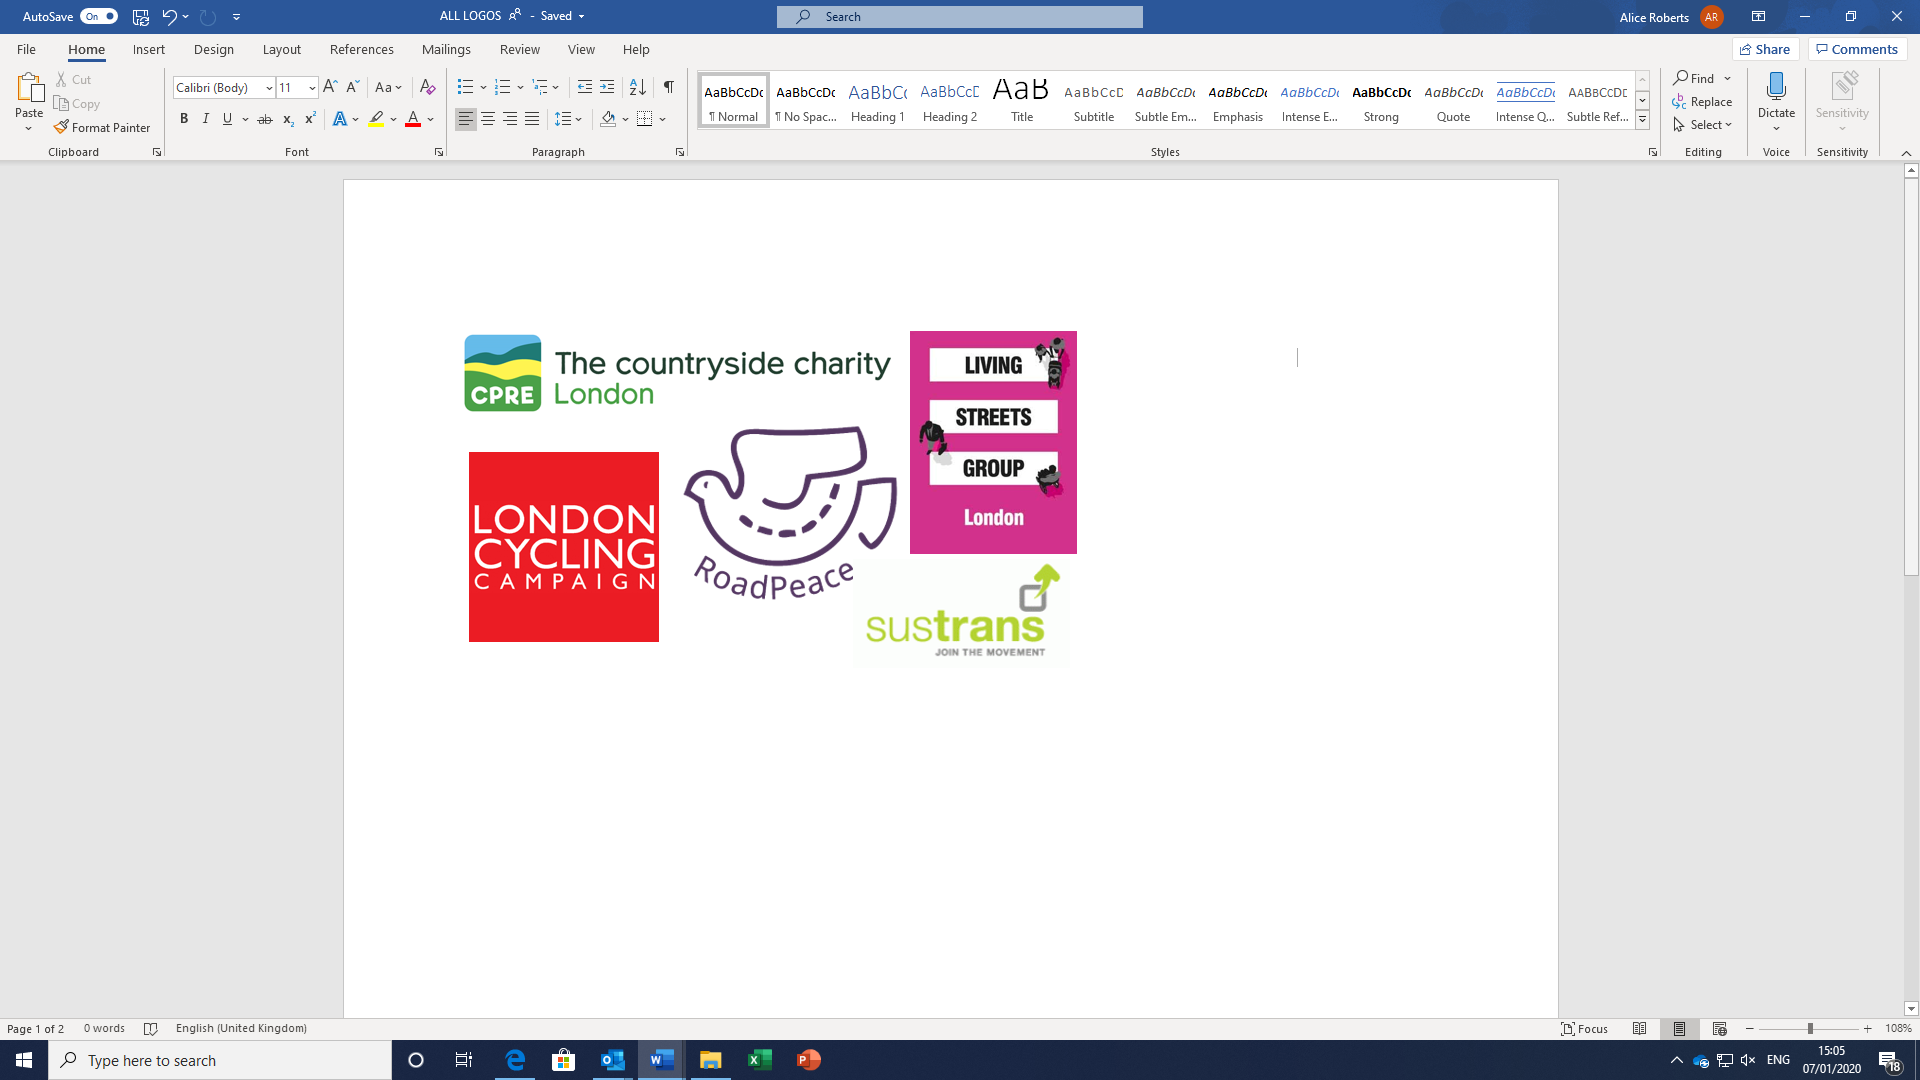 AutoSave On
ALL LOGOS - Saved
Search
Alice Roberts AR
File Home Insert Design Layout References Mailings Review View Help
Share Comments
Paste
Cut
Copy
Format Painter
Clipboard
Calibri (Body) 11
Font
Paragraph
AaBbCcDc AaBbCcDc AaBbCc AaBbCcD AaB AaBbCcD AaBbCcDc AaBbCcDc AaBbCcDc AaBbCcDc AaBbCcDc AaBbCcDc AaBbCcDc
¶ Normal ¶ No Spac... Heading 1 Heading 2 Title Subtitle Subtle Em... Emphasis Intense E... Strong Quote Intense Q... Subtle Ref...
Styles
Find
Replace
Select
Editing
Dictate
Voice
Sensitivity
Sensitivity
CPRE
The countryside charity
London
LIVING
STREETS
GROUP
London
LONDON
CYCLING
CAMPAIGN
RoadPeace
sustrans
JOIN THE MOVEMENT
Page 1 of 2 0 words English (United Kingdom)
Focus 108%
Type here to search
ENG
15:05
07/01/2020
18